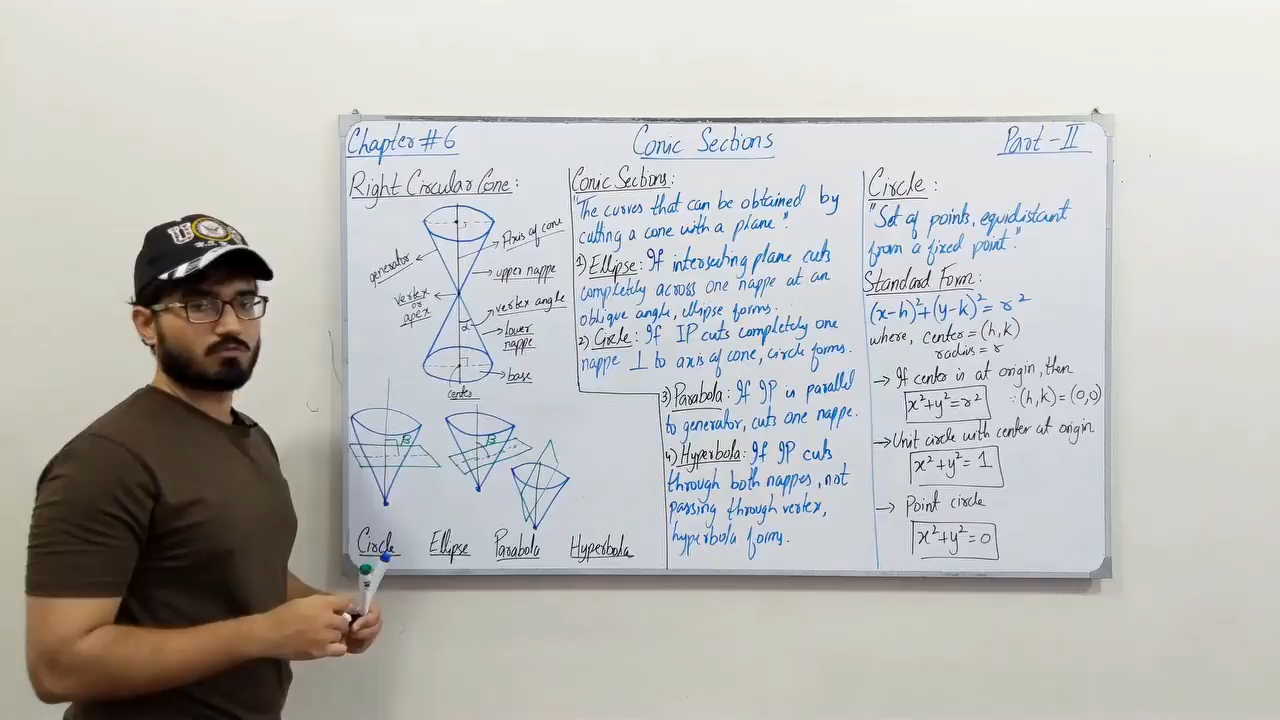 Chapter # 6
Conic Sections
Part - II
Right Circular Cone:
Axis of cone
generator
upper nappe
vertex
or
apex
vertex angle
α
lower
nappe
base
center
β
β
Circle
Ellipse
Parabola
Hyperbola
Conic Sections:
"The curves that can be obtained by
cutting a cone with a plane."
1) Ellipse: If intersecting plane cuts
completely across one nappe at an
oblique angle, ellipse forms.
2) Circle: If IP cuts completely one
nappe ⊥ to axis of cone, circle forms.
3) Parabola: If IP is parallel
to generator, cuts one nappe.
4) Hyperbola: If IP cuts
through both nappes, not
passing through vertex,
hyperbola forms.
Circle:
"Set of points, equidistant
from a fixed point."
Standard Form:
(x-h)²+(y-k)² = r²
where, center = (h,k)
radius = r
→ If center is at origin, then
x²+y²=r² ∵ (h,k) = (0,0)
→ Unit circle with center at origin
x²+y²=1
→ Point circle
x²+y²=0